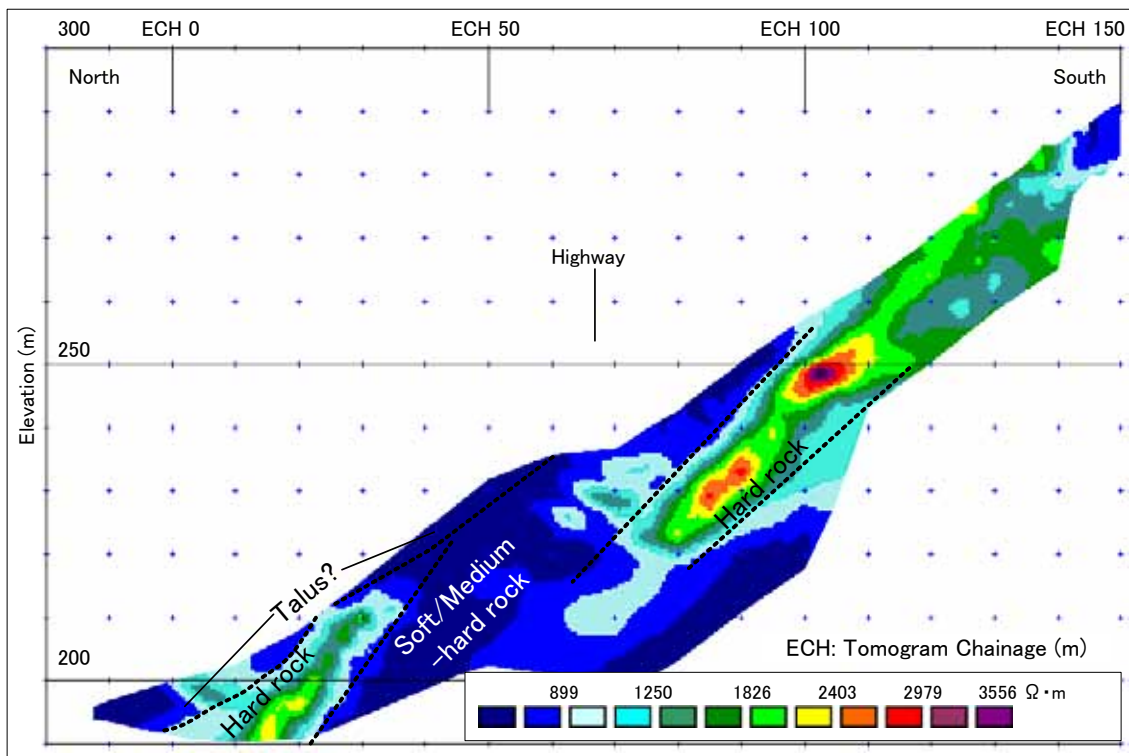 300 ECH 0 ECH 50 ECH 100 ECH 150
North South
Highway
250
Elevation (m)
Hard rock
Talus?
Soft/Medium
-hard rock
200
Hard rock
ECH: Tomogram Chainage (m)
899 1250 1826 2403 2979 3556 Ω・m